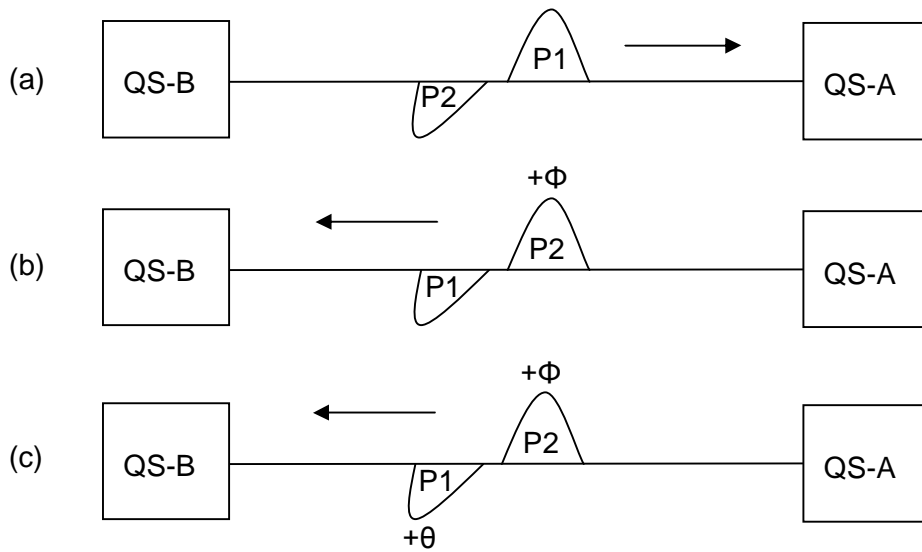 (a) QS-B P2 P1 QS-A
+Φ
(b) QS-B P1 P2 QS-A
+Φ
(c) QS-B P1 P2 QS-A
+θ